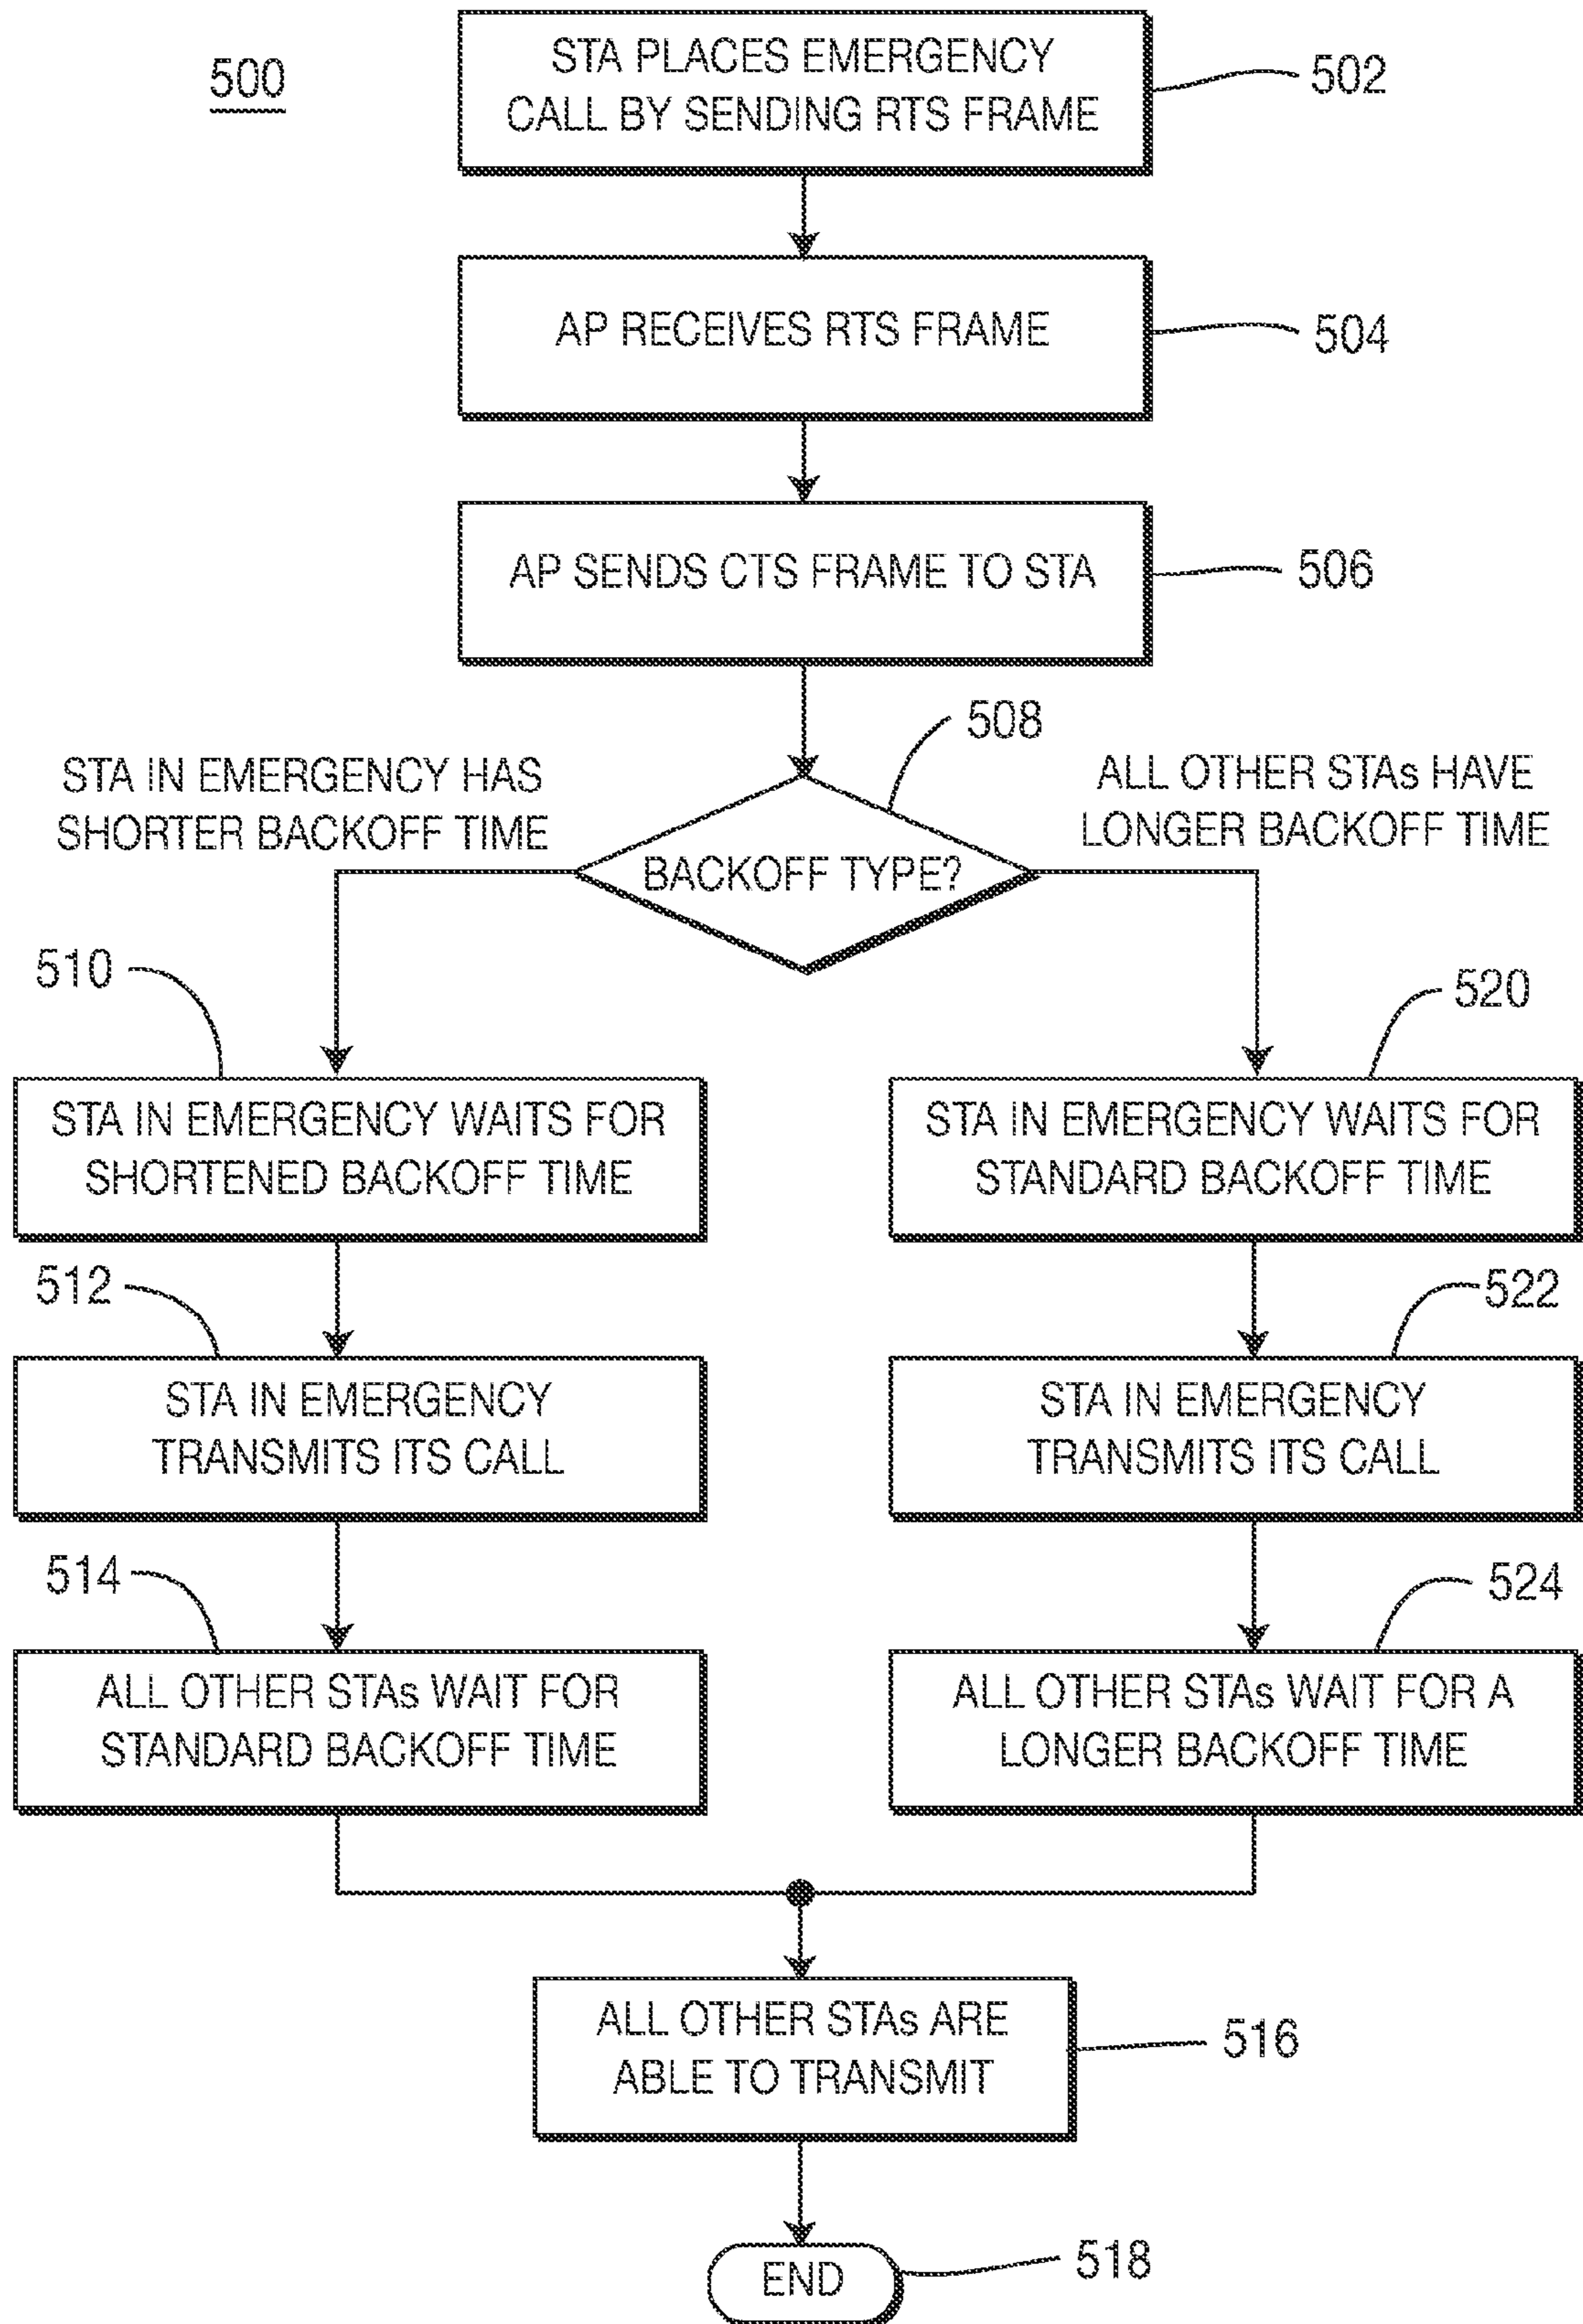 500
STA PLACES EMERGENCY
CALL BY SENDING RTS FRAME
502
AP RECEIVES RTS FRAME
504
AP SENDS CTS FRAME TO STA
506
508
STA IN EMERGENCY HAS
SHORTER BACKOFF TIME
BACKOFF TYPE?
ALL OTHER STAs HAVE
LONGER BACKOFF TIME
510
STA IN EMERGENCY WAITS FOR
SHORTENED BACKOFF TIME
520
STA IN EMERGENCY WAITS FOR
STANDARD BACKOFF TIME
512
STA IN EMERGENCY
TRANSMITS ITS CALL
522
STA IN EMERGENCY
TRANSMITS ITS CALL
514
ALL OTHER STAs WAIT FOR
STANDARD BACKOFF TIME
524
ALL OTHER STAs WAIT FOR A
LONGER BACKOFF TIME
ALL OTHER STAs ARE
ABLE TO TRANSMIT
516
END
518